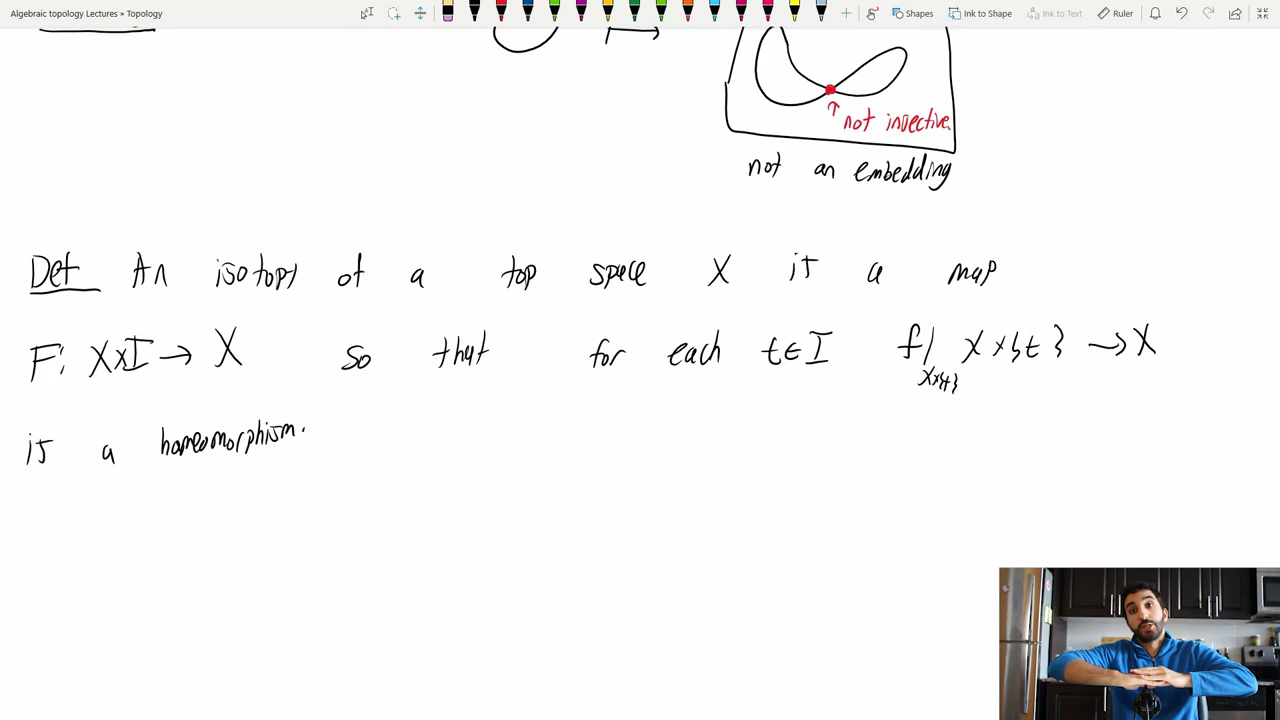 Algebraic topology Lectures » Topology
Shapes
Ink to Shape
Ink to Text
Ruler
↑ not injective
not an embedding
Def An isotopy of a top space X is a map
F: X×I → X so that for each t∈I f|X×{t} X×{t} → X
is a homeomorphism.